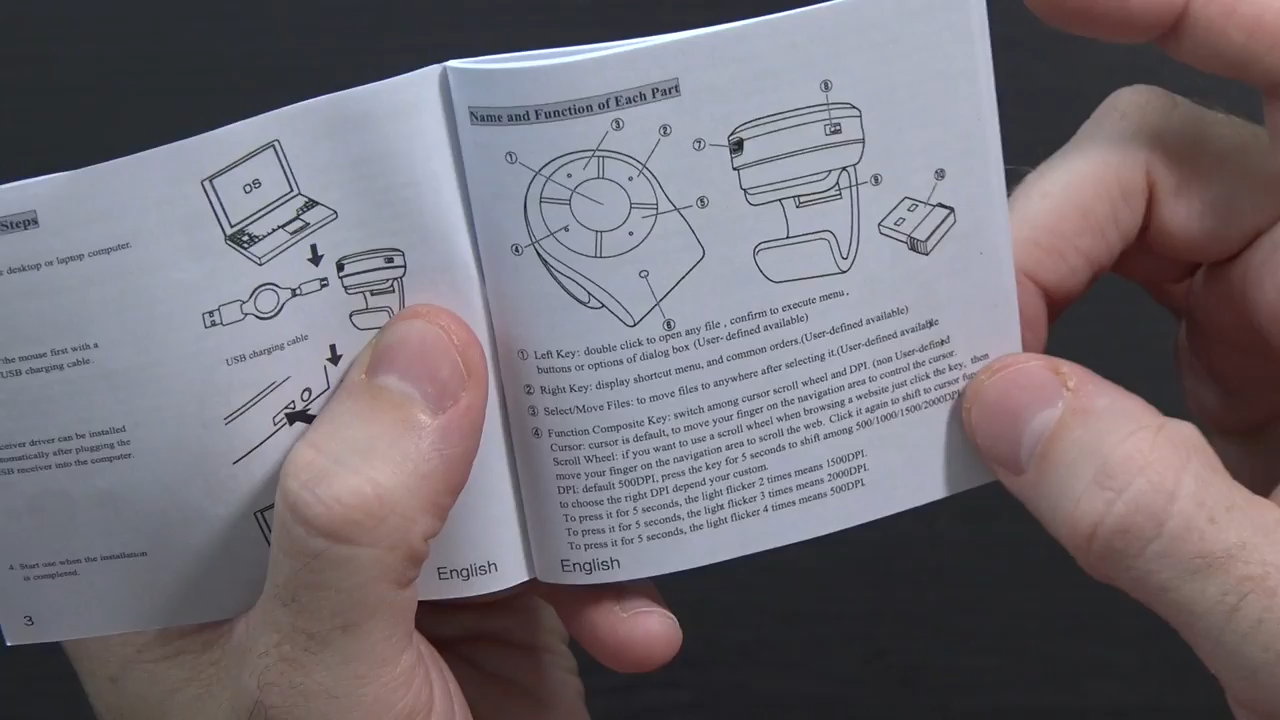 Steps
desktop or laptop computer.
the mouse first with a
USB charging cable.
driver can be installed
after plugging the
receiver into the computer.
4. Start use when the installation
is completed.
3
OS
USB charging cable
English
Name and Function of Each Part
①
②
③
④
⑤
⑥
⑦
⑧
⑨
⑩
① Left Key: double click to open any file , confirm to execute menu ,
buttons or options of dialog box (User-defined available)
② Right Key: display shortcut menu, and common orders.(User-defined available)
③ Select/Move Files: to move files to anywhere after selecting it.(User-defined available
④ Function Composite Key: switch among cursor scroll wheel and DPI. (non User-defined
Cursor: cursor is default, to move your finger on the navigation area to control the cursor.
Scroll Wheel: if you want to use a scroll wheel when browsing a website just click the key, then
move your finger on the navigation area to scroll the web. Click it again to shift to cursor
DPI: default 500DPI, press the key for 5 seconds to shift among 500/1000/1500/2000DPI
to choose the right DPI depend your custom.
To press it for 5 seconds, the light flicker 2 times means 1500DPI.
To press it for 5 seconds, the light flicker 3 times means 2000DPI.
To press it for 5 seconds, the light flicker 4 times means 500DPI.
English